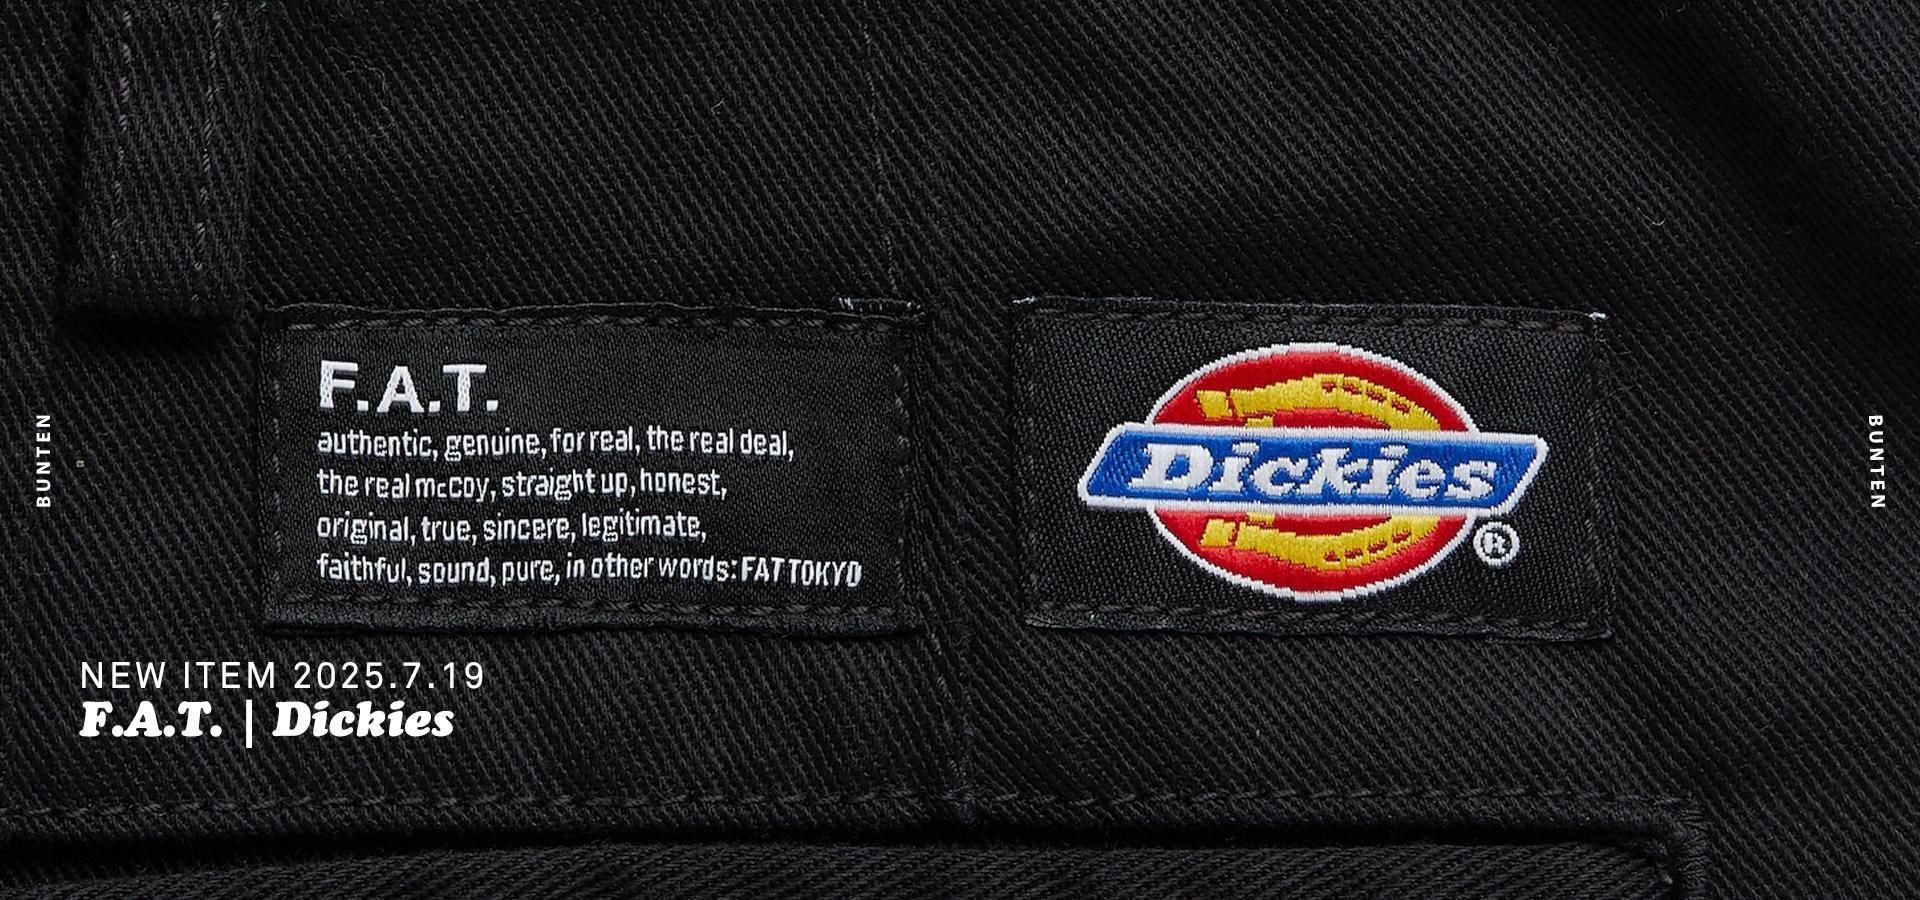 F.A.T.
authentic, genuine, for real, the real deal,
the real mcCoy, straight up, honest,
original, true, sincere, legitimate,
faithful, sound, pure, in other words: FAT TOKYO
Dickies
®
BUNTEN
BUNTEN
NEW ITEM 2025.7.19
F.A.T. | Dickies